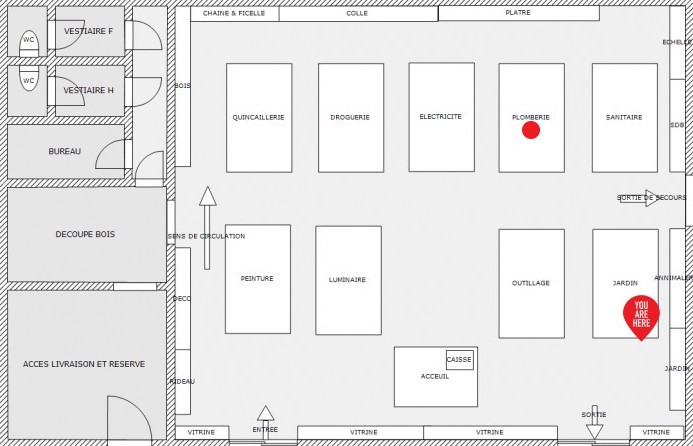 CHAINE & FICELLE
COLLE
PLATRE
WC
VESTIAIRE F
ECHELLE
WC
VESTIAIRE H
BOIS
QUINCAILLERIE
DROGUERIE
ELECTRICITE
PLOMBERIE
SANITAIRE
SDB
BUREAU
SORTIE DE SECOURS
DECOUPE BOIS
SENS DE CIRCULATION
PEINTURE
LUMINAIRE
OUTILLAGE
JARDIN
ANNIMALER
DECO
YOU
ARE
HERE
ACCES LIVRAISON ET RESERVE
CAISSE
ACCEUIL
RIDEAU
JARDIN
SORTIE
VITRINE
ENTREE
VITRINE
VITRINE
VITRINE